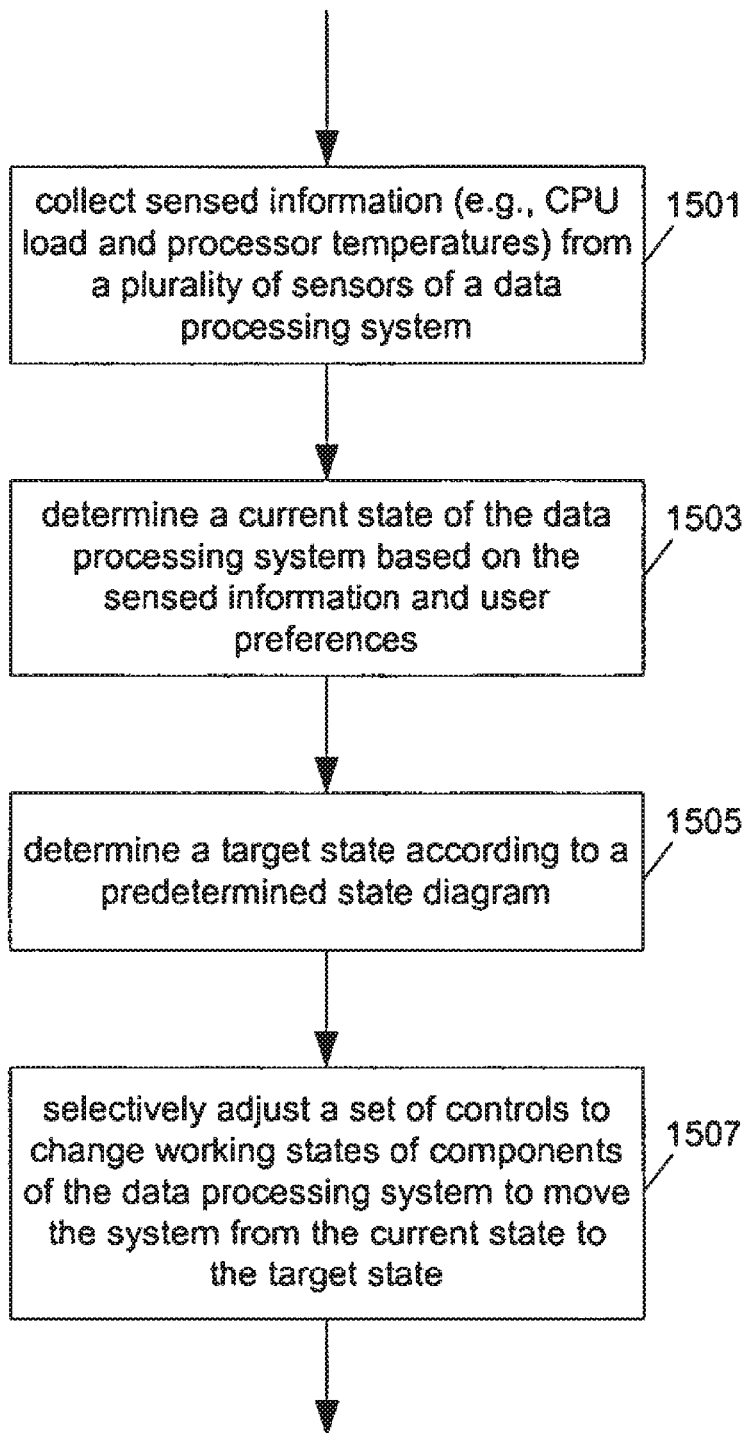 collect sensed information (e.g., CPU
load and processor temperatures) from
a plurality of sensors of a data
processing system
1501
determine a current state of the data
processing system based on the
sensed information and user
preferences
1503
determine a target state according to a
predetermined state diagram
1505
selectively adjust a set of controls to
change working states of components
of the data processing system to move
the system from the current state to
the target state
1507